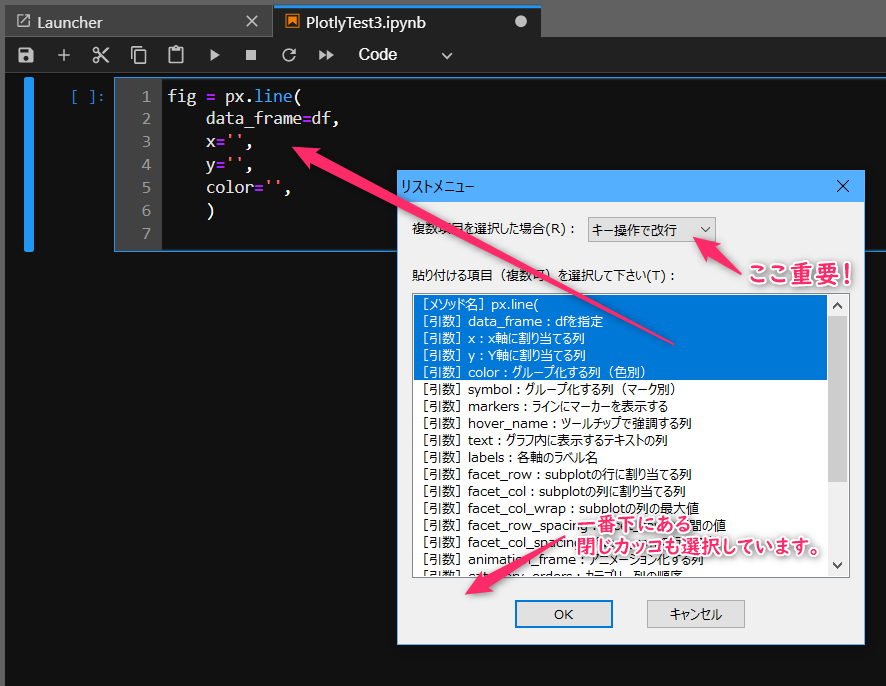 Launcher
PlotlyTest3.ipynb
Code
[ ]:
1 fig = px.line(
2 data_frame=df,
3 x='',
4 y='',
5 color='',
6 )
7
リストメニュー
複数項目を選択した場合(R)：
キー操作で改行
ここ重要！
貼り付ける項目（複数可）を選択して下さい(T)：
［メソッド名］px.line(
［引数］data_frame：dfを指定
［引数］x：x軸に割り当てる列
［引数］y：Y軸に割り当てる列
［引数］color：グループ化する列（色別）
［引数］symbol：グループ化する列（マーク別）
［引数］markers：ラインにマーカーを表示する
［引数］hover_name：ツールチップで強調する列
［引数］text：グラフ内に表示するテキストの列
［引数］labels：各軸のラベル名
［引数］facet_row：subplotの行に割り当てる列
［引数］facet_col：subplotの列に割り当てる列
［引数］facet_col_wrap：subplotの列の最大値
［引数］facet_row_spacing
間の値
［引数］facet_col_spacing
［引数］animation_frame：アニメーション化する列
［引数］category_orders：カテゴリー列の順序
一番下にある
閉じカッコも選択しています。
OK
キャンセル